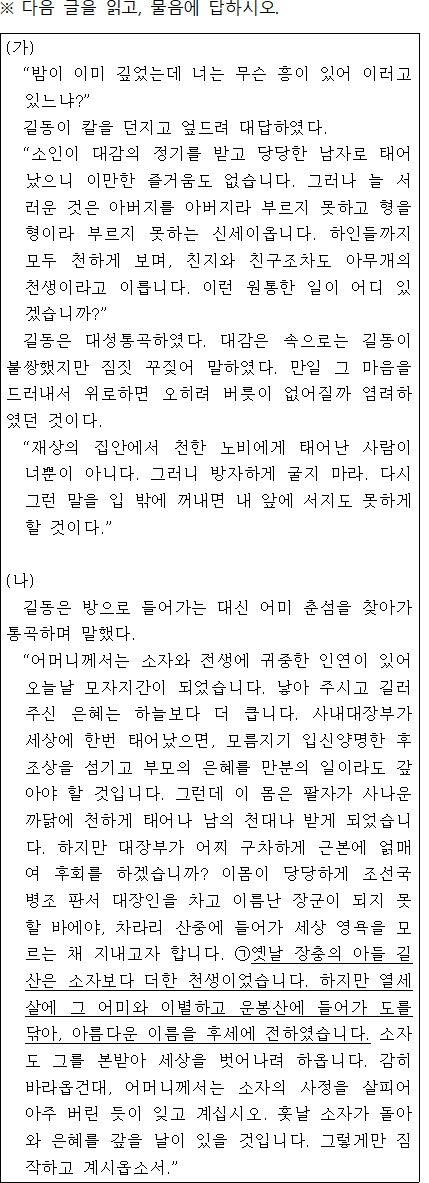 ※ 다음 글을 읽고, 물음에 답하시오.
(가)
“밤이 이미 깊었는데 너는 무슨 흥이 있어 이러고
있느냐?”
길동이 칼을 던지고 엎드려 대답하였다.
“소인이 대감의 정기를 받고 당당한 남자로 태어
났으니 이만한 즐거움도 없습니다. 그러나 늘 서
러운 것은 아버지를 아버지라 부르지 못하고 형을
형이라 부르지 못하는 신세이옵니다. 하인들까지
모두 천하게 보며, 친지와 친구조차도 아무개의
천생이라고 이릅니다. 이런 원통한 일이 어디 있
겠습니까?”
길동은 대성통곡하였다. 대감은 속으로는 길동이
불쌍했지만 짐짓 꾸짖어 말하였다. 만일 그 마음을
드러내서 위로하면 오히려 버릇이 없어질까 염려하
였던 것이다.
“재상의 집안에서 천한 노비에게 태어난 사람이
너뿐이 아니다. 그러니 방자하게 굴지 마라. 다시
그런 말을 입 밖에 꺼내면 내 앞에 서지도 못하게
할 것이다.”
(나)
길동은 방으로 들어가는 대신 어미 춘섬을 찾아가
통곡하며 말했다.
“어머니께서는 소자와 전생에 귀중한 인연이 있어
오늘날 모자지간이 되었습니다. 낳아 주시고 길러
주신 은혜는 하늘보다 더 큽니다. 사내대장부가
세상에 한번 태어났으면, 모름지기 입신양명한 후
조상을 섬기고 부모의 은혜를 만분의 일이라도 갚
아야 할 것입니다. 그런데 이 몸은 팔자가 사나운
까닭에 천하게 태어나 남의 천대나 받게 되었습니
다. 하지만 대장부가 어찌 구차하게 근본에 얽매
여 후회를 하겠습니까? 이몸이 당당하게 조선국
병조 판서 대장인을 차고 이름난 장군이 되지 못
할 바에야, 차라리 산중에 들어가 세상 영욕을 모
르는 채 지내고자 합니다. ㉠옛날 장충의 아들 길
산은 소자보다 더한 천생이었습니다. 하지만 열세
살에 그 어미와 이별하고 운봉산에 들어가 도를
닦아, 아름다운 이름을 후세에 전하였습니다. 소자
도 그를 본받아 세상을 벗어나려 하옵니다. 감히
바라옵건대, 어머니께서는 소자의 사정을 살피어
아주 버린 듯이 잊고 계십시오. 훗날 소자가 돌아
와 은혜를 갚을 날이 있을 것입니다. 그렇게만 짐
작하고 계시옵소서.”